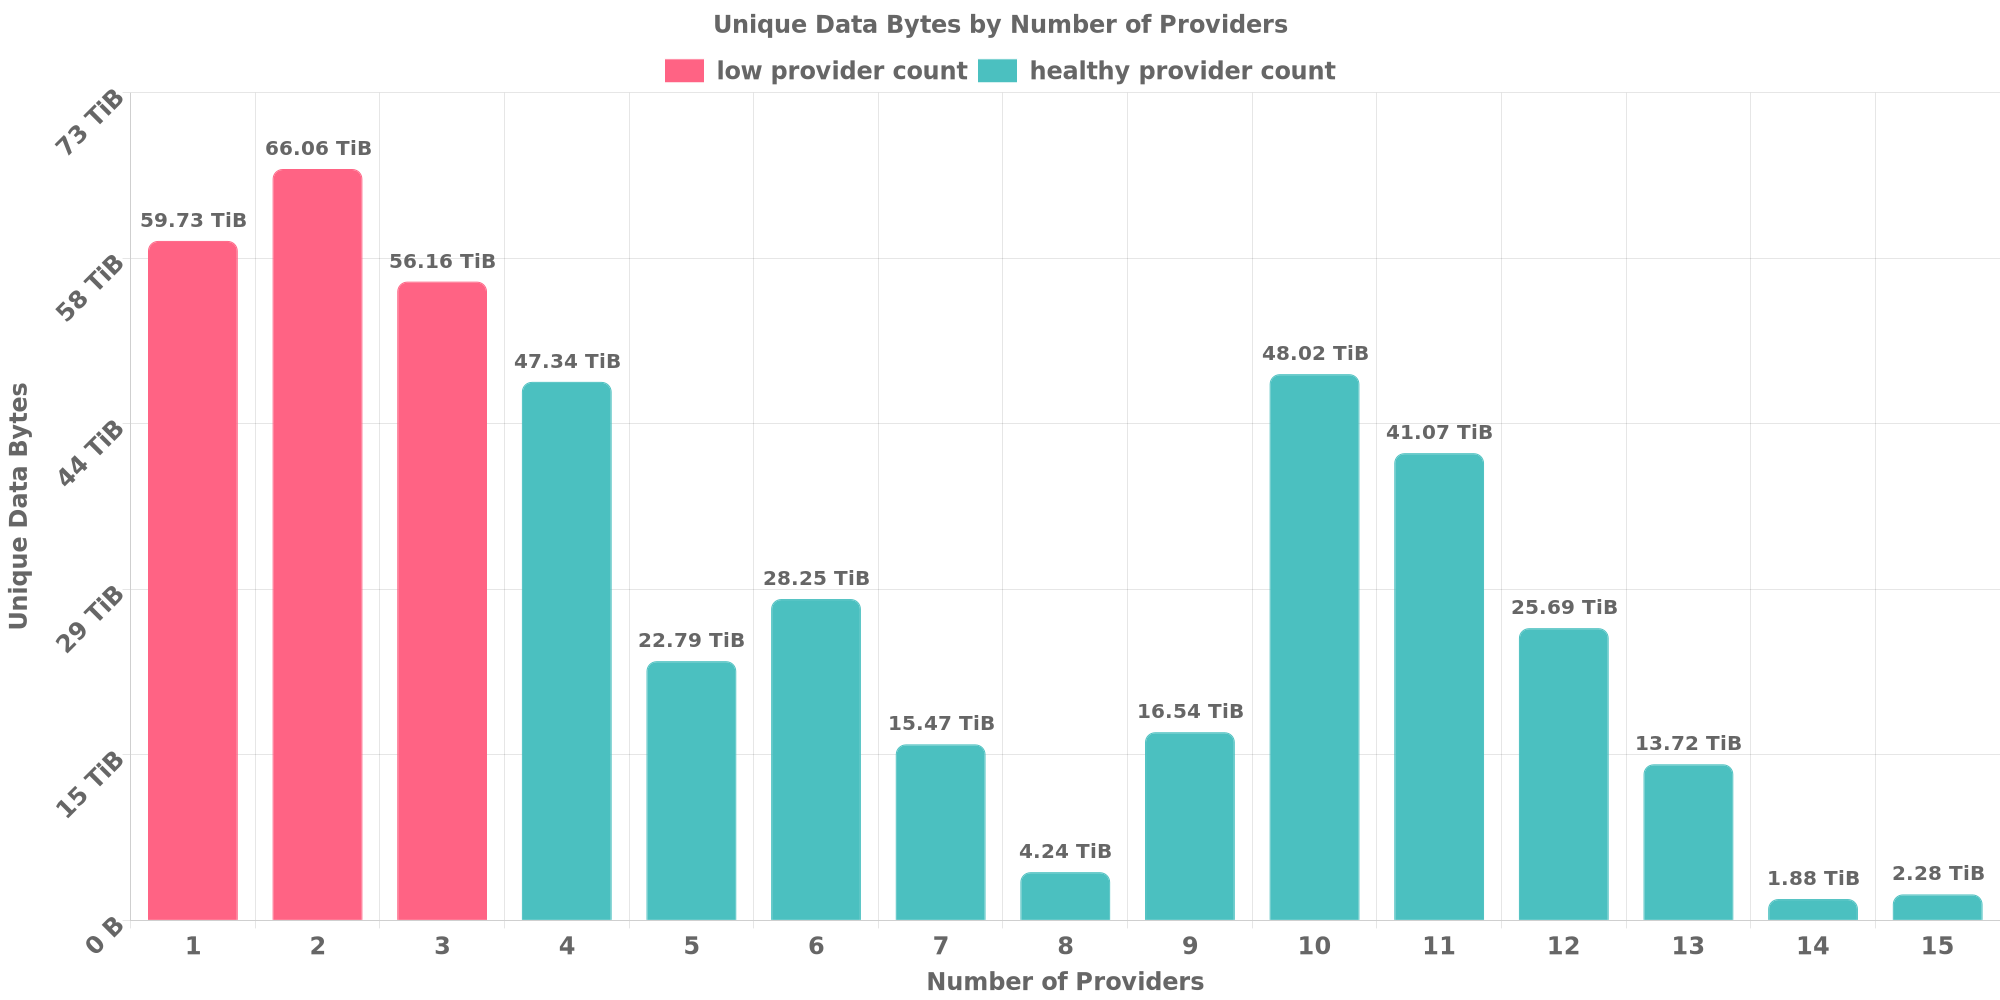 Unique Data Bytes by Number of Providers
low provider count healthy provider count
73 TiB
58 TiB
44 TiB
29 TiB
15 TiB
0 B
Unique Data Bytes
59.73 TiB
66.06 TiB
56.16 TiB
47.34 TiB
22.79 TiB
28.25 TiB
15.47 TiB
4.24 TiB
16.54 TiB
48.02 TiB
41.07 TiB
25.69 TiB
13.72 TiB
1.88 TiB
2.28 TiB
1 2 3 4 5 6 7 8 9 10 11 12 13 14 15
Number of Providers